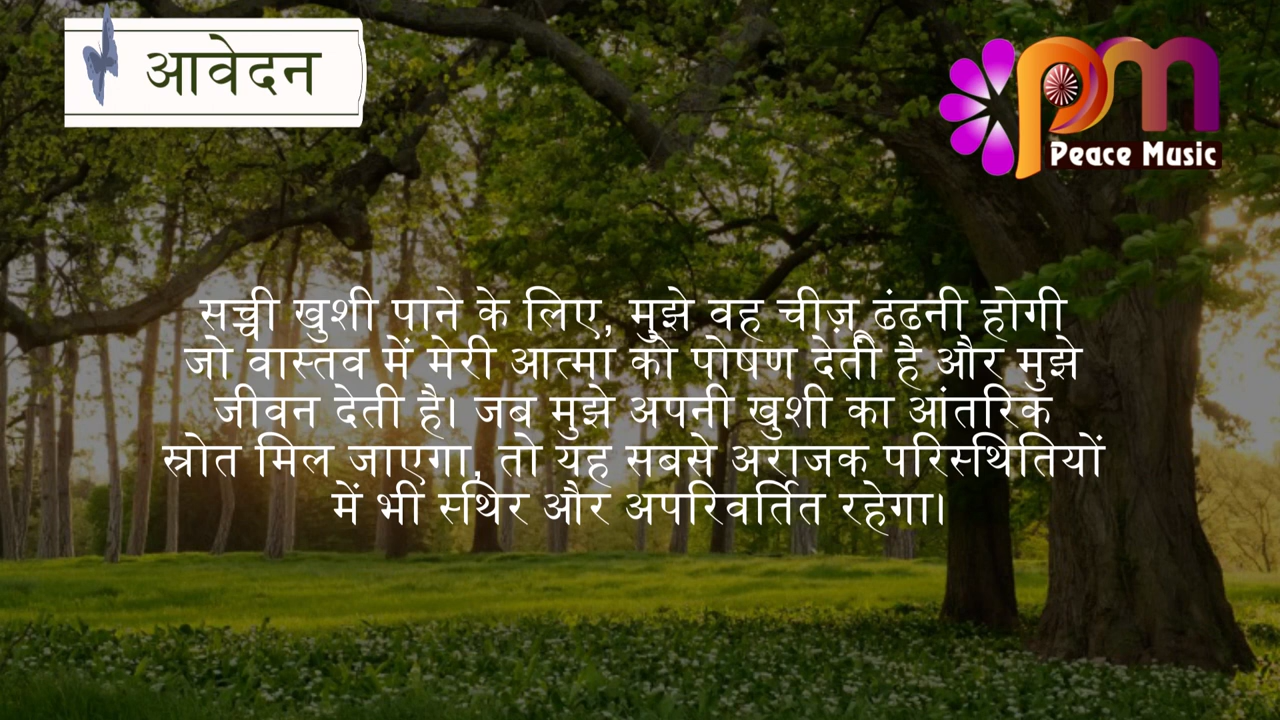 आवेदन
Peace Music
सच्ची खुशी पाने के लिए, मुझे वह चीज़ ढूंढ़नी होगी
जो वास्तव में मेरी आत्मा को पोषण देती है और मुझे
जीवन देती है। जब मुझे अपनी खुशी का आंतरिक
स्रोत मिल जाएगा, तो यह सबसे अराजक परिस्थितियों
में भी स्थिर और अपरिवर्तित रहेगा।